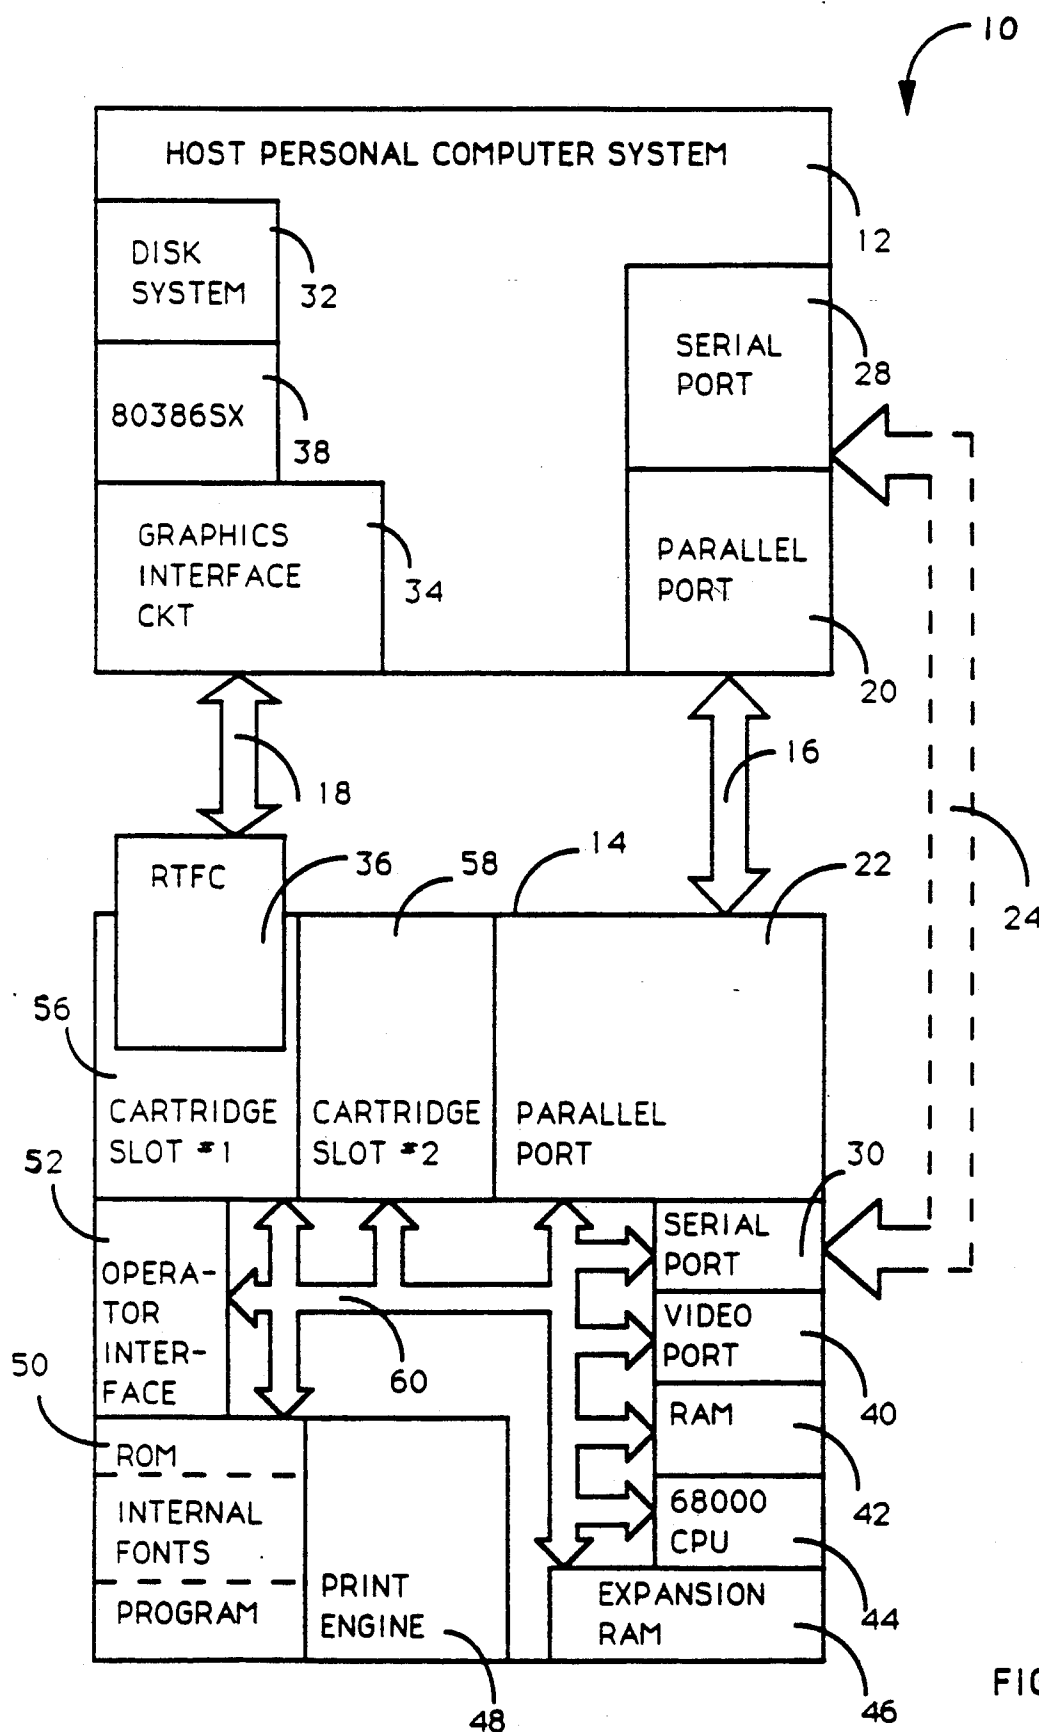 10
HOST PERSONAL COMPUTER SYSTEM
12
DISK
SYSTEM
32
SERIAL
PORT
28
80386SX
38
GRAPHICS
INTERFACE
CKT
34
PARALLEL
PORT
20
18
16
24
RTFC
36
58
14
22
56
CARTRIDGE
SLOT #1
CARTRIDGE
SLOT #2
PARALLEL
PORT
30
52
OPERA-
TOR
INTER-
FACE
SERIAL
PORT
VIDEO
PORT
40
60
50
ROM
INTERNAL
FONTS
PROGRAM
PRINT
ENGINE
48
RAM
42
68000
CPU
44
EXPANSION
RAM
46
FIG